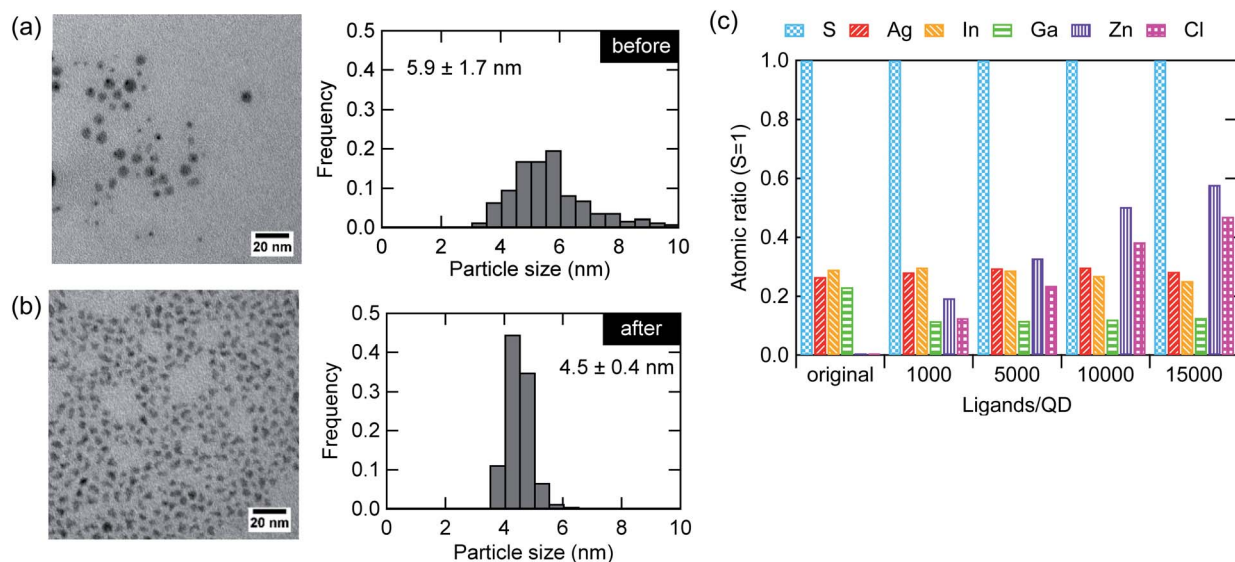 (a)
20 nm
0.5
0.4
0.3
0.2
0.1
0.0
Frequency
before
5.9 ± 1.7 nm
0 2 4 6 8 10
Particle size (nm)
(b)
20 nm
0.5
0.4
0.3
0.2
0.1
0.0
Frequency
after
4.5 ± 0.4 nm
0 2 4 6 8 10
Particle size (nm)
(c)
S Ag In Ga Zn Cl
1.0
0.8
0.6
0.4
0.2
0.0
Atomic ratio (S=1)
original 1000 5000 10000 15000
Ligands/QD